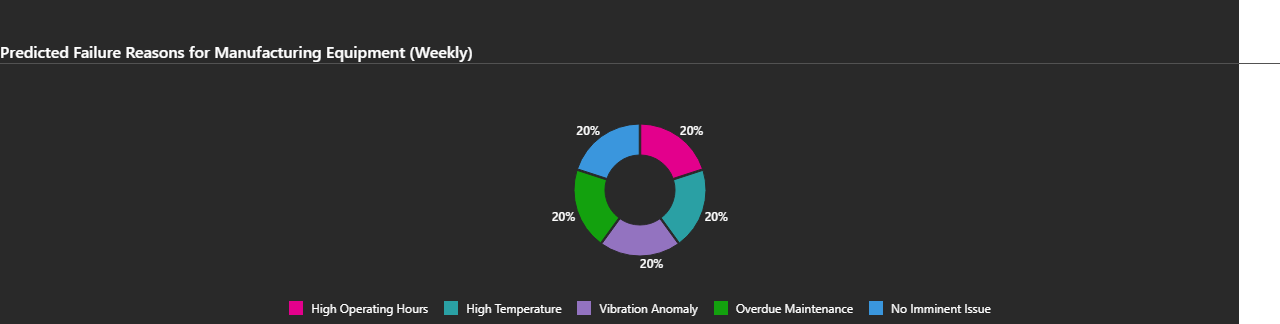 Predicted Failure Reasons for Manufacturing Equipment (Weekly)
20% 20%
20% 20%
20%
High Operating Hours High Temperature Vibration Anomaly Overdue Maintenance No Imminent Issue